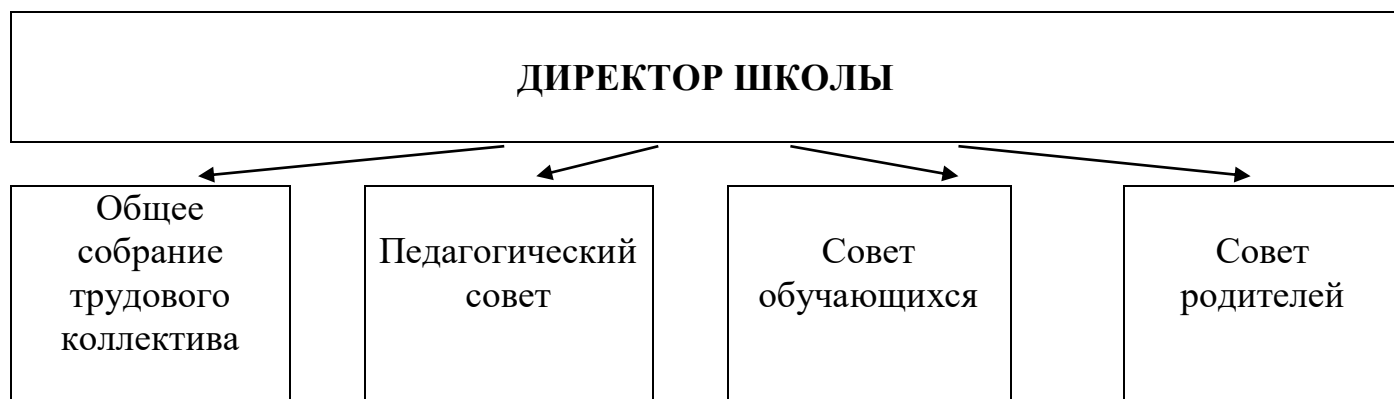 ДИРЕКТОР ШКОЛЫ
Общее
собрание
трудового
коллектива
Педагогический
совет
Совет
обучающихся
Совет
родителей